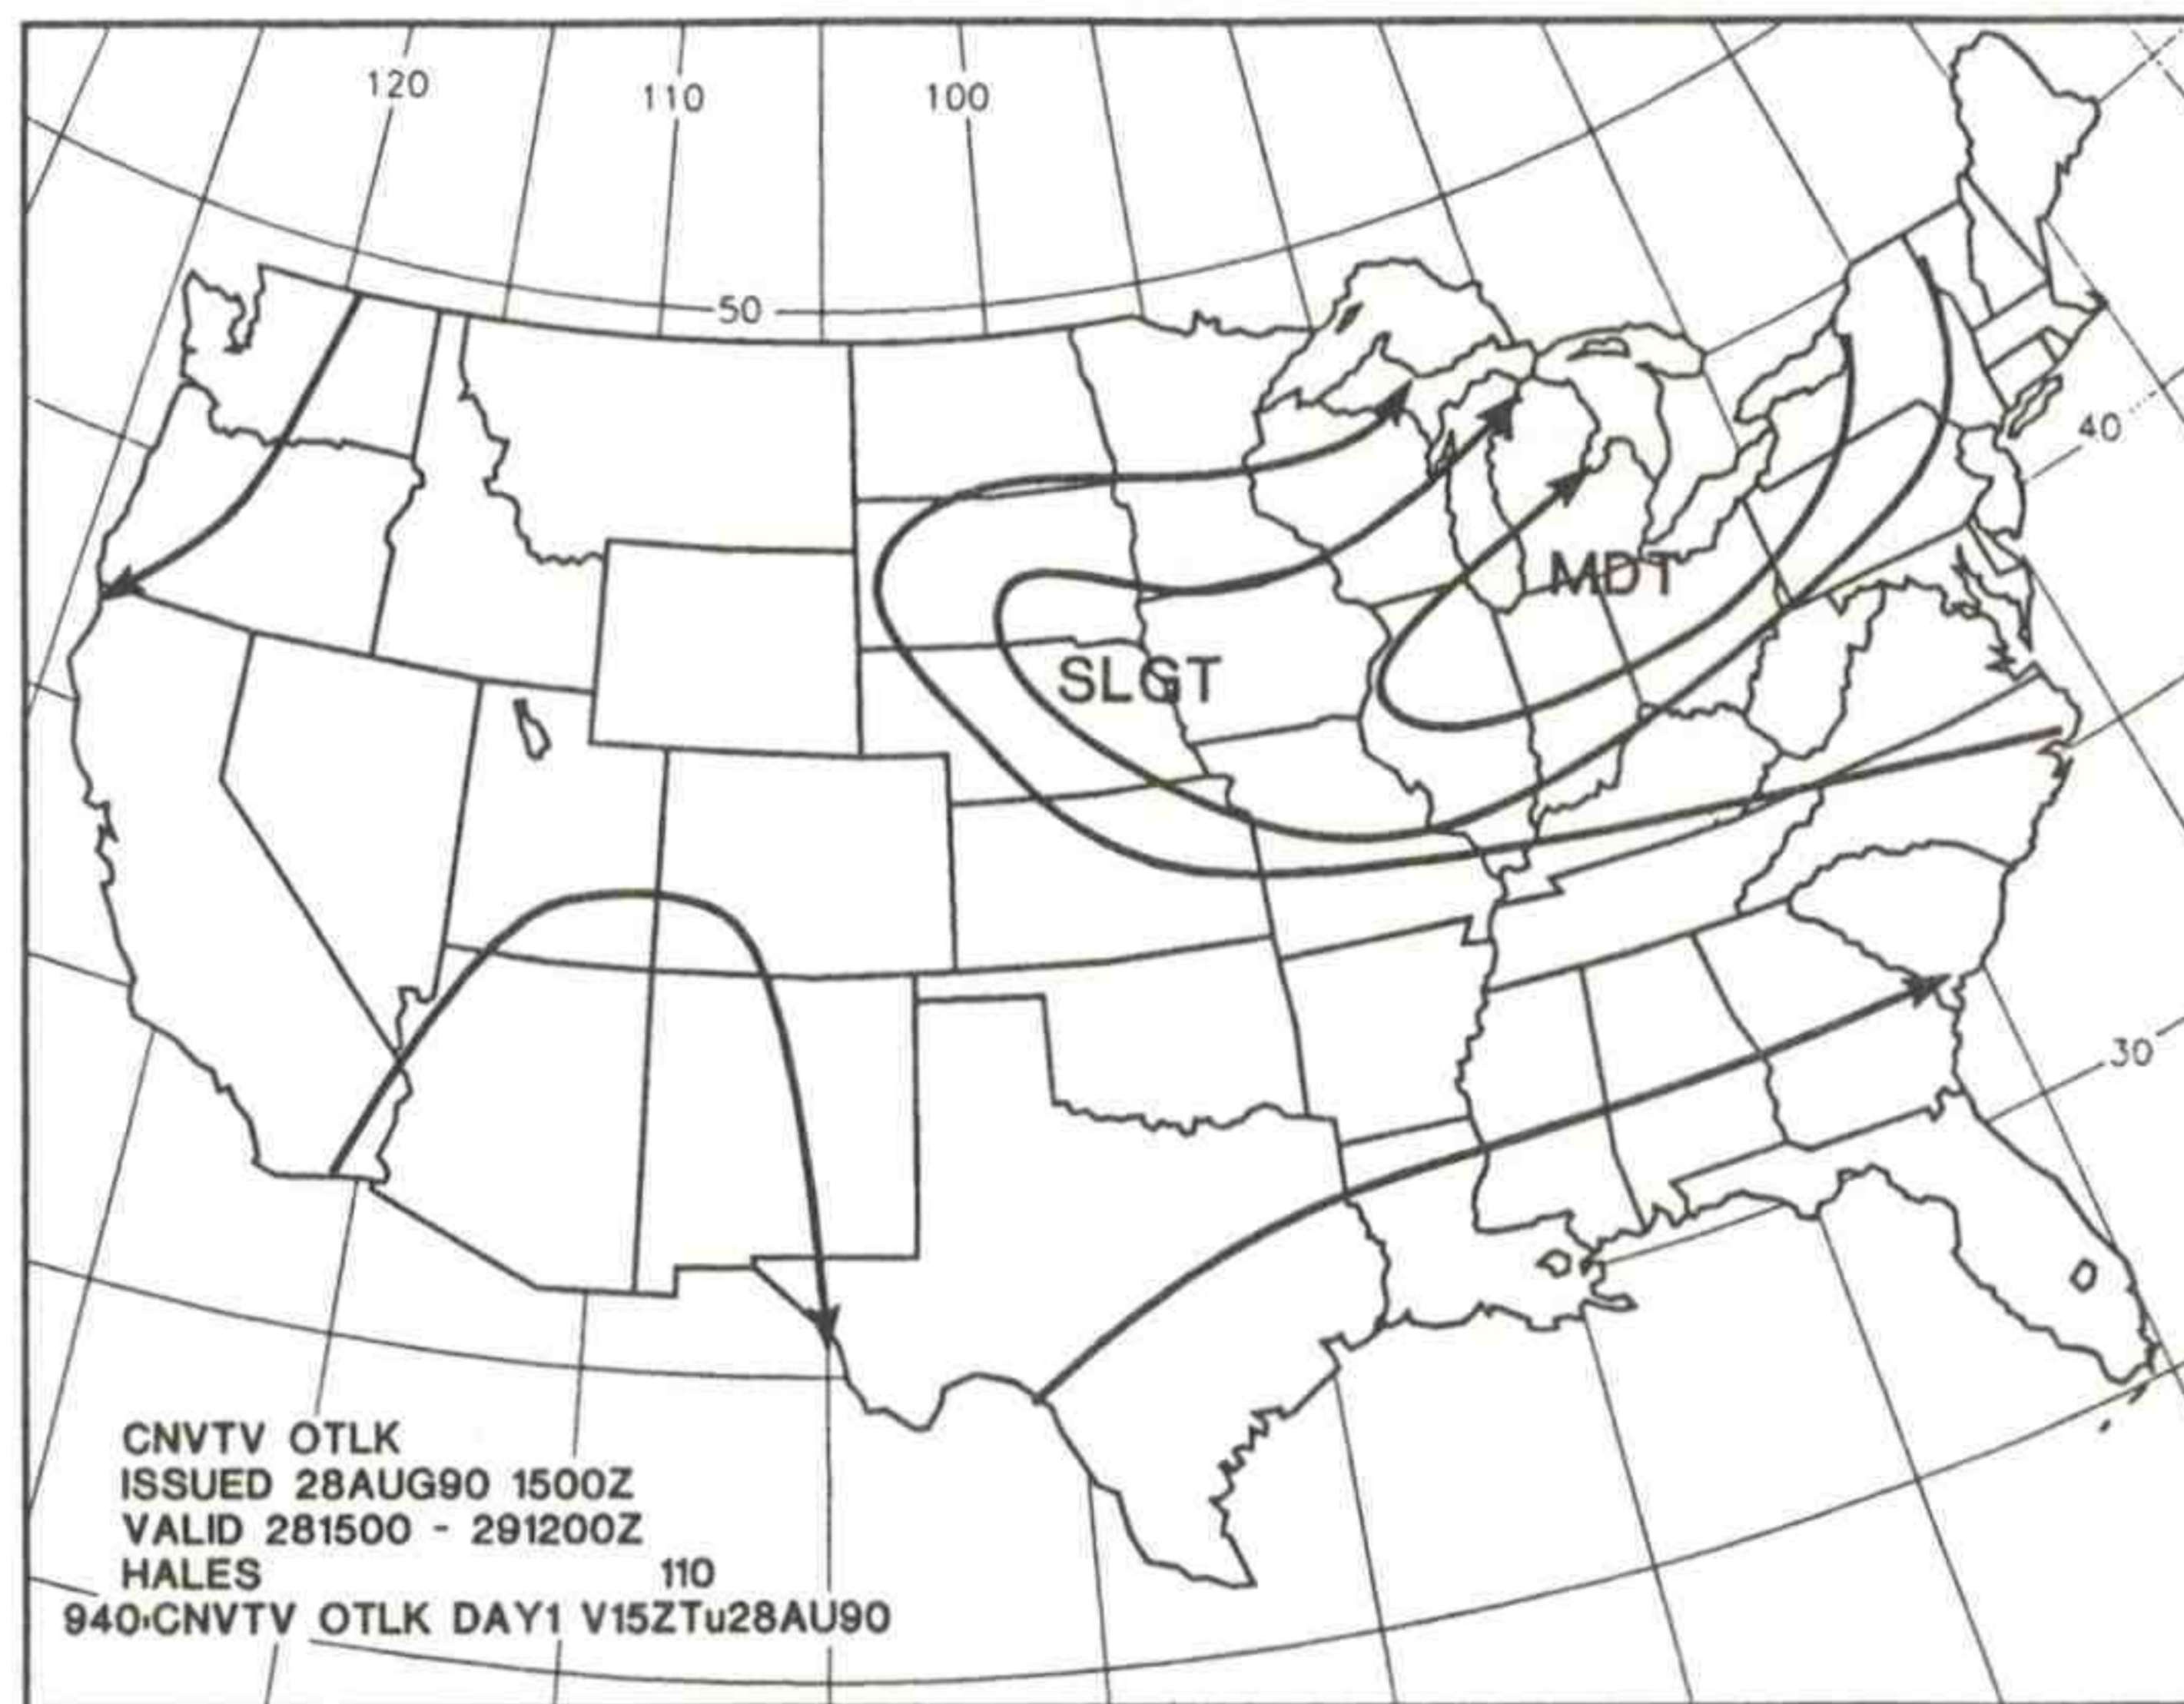 120
110
100
50
40
MDT
SLGT
30
CNVTV OTLK
ISSUED 28AUG90 1500Z
VALID 281500 - 291200Z
HALES 110
940:CNVTV OTLK DAY1 V15ZTu28AU90